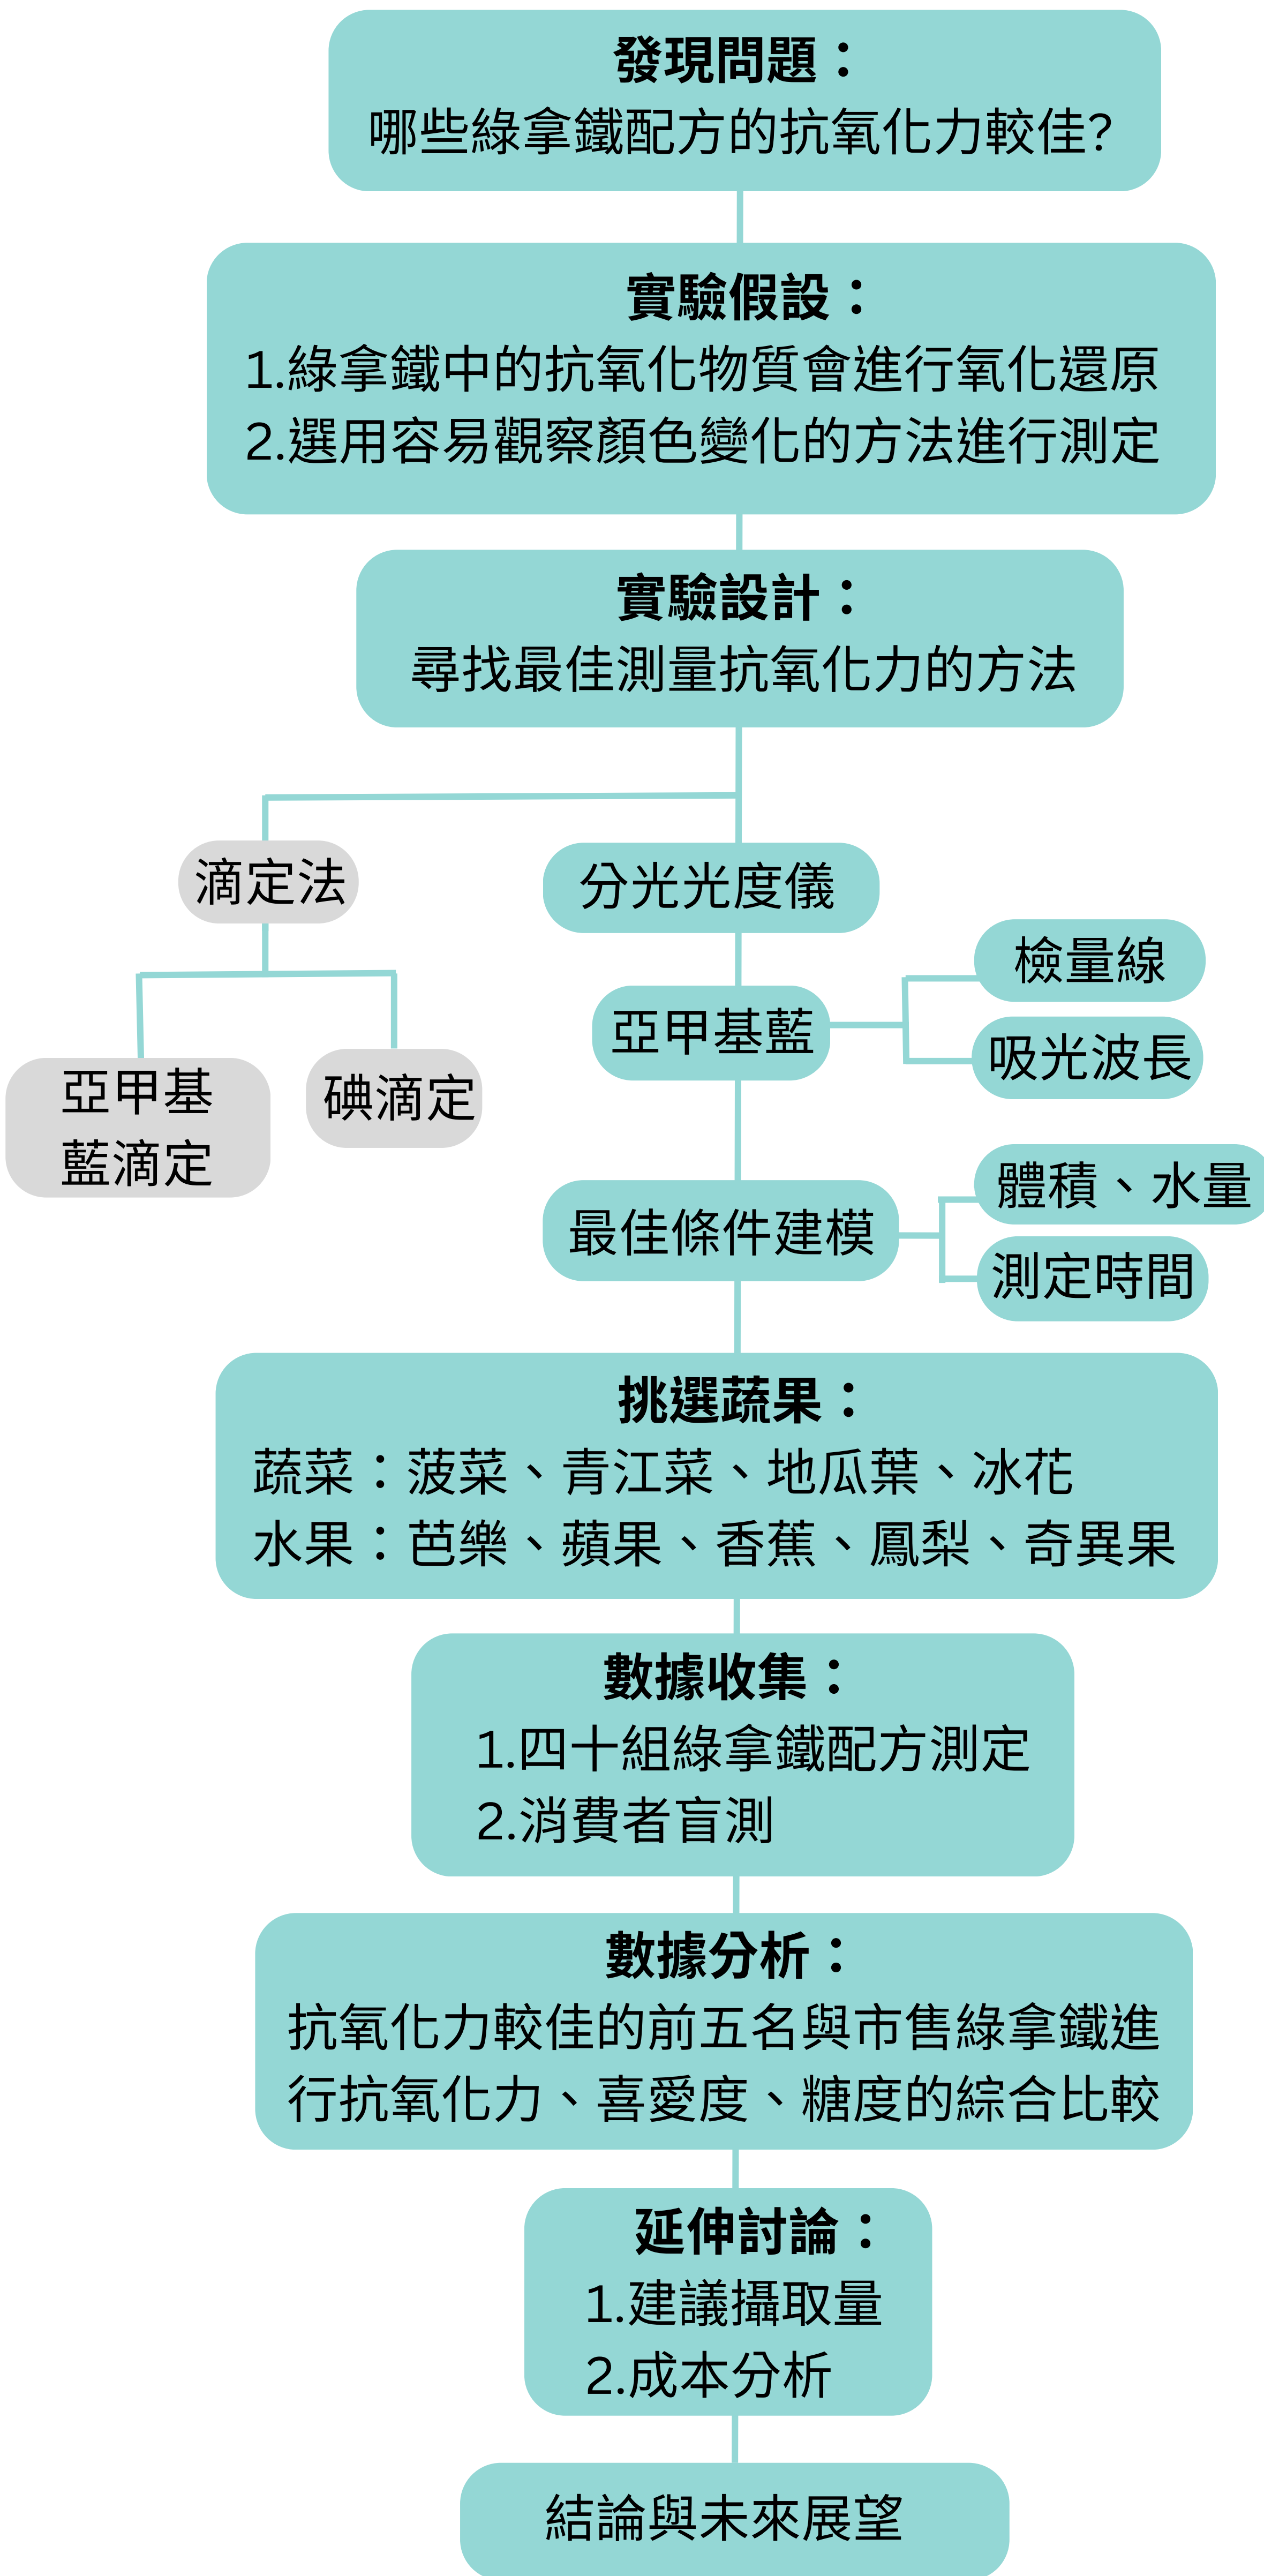 發現問題：
哪些綠拿鐵配方的抗氧化力較佳?
實驗假設：
1.綠拿鐵中的抗氧化物質會進行氧化還原
2.選用容易觀察顏色變化的方法進行測定
實驗設計：
尋找最佳測量抗氧化力的方法
滴定法
亞甲基
藍滴定
碘滴定
分光光度儀
亞甲基藍
檢量線
吸光波長
最佳條件建模
體積、水量
測定時間
挑選蔬果：
蔬菜：菠菜、青江菜、地瓜葉、冰花
水果：芭樂、蘋果、香蕉、鳳梨、奇異果
數據收集：
1.四十組綠拿鐵配方測定
2.消費者盲測
數據分析：
抗氧化力較佳的前五名與市售綠拿鐵進
行抗氧化力、喜愛度、糖度的綜合比較
延伸討論：
1.建議攝取量
2.成本分析
結論與未來展望